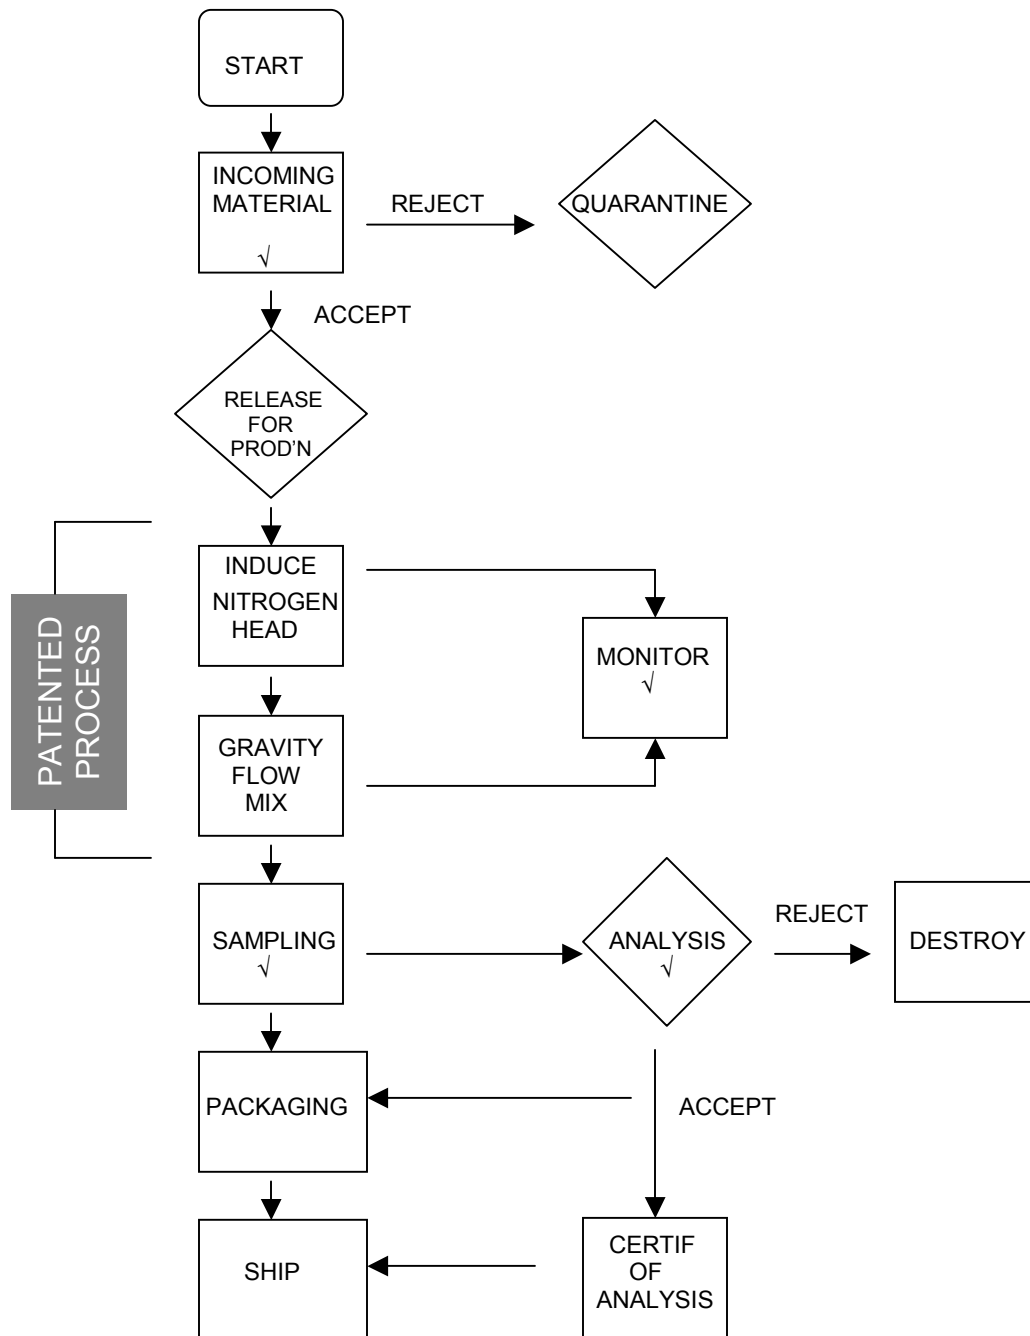 START
INCOMING
MATERIAL
√
REJECT
QUARANTINE
ACCEPT
RELEASE
FOR
PROD’N
PATENTED
PROCESS
INDUCE
NITROGEN
HEAD
MONITOR
√
GRAVITY
FLOW
MIX
SAMPLING
√
ANALYSIS
√
REJECT
DESTROY
PACKAGING
ACCEPT
SHIP
CERTIF
OF
ANALYSIS